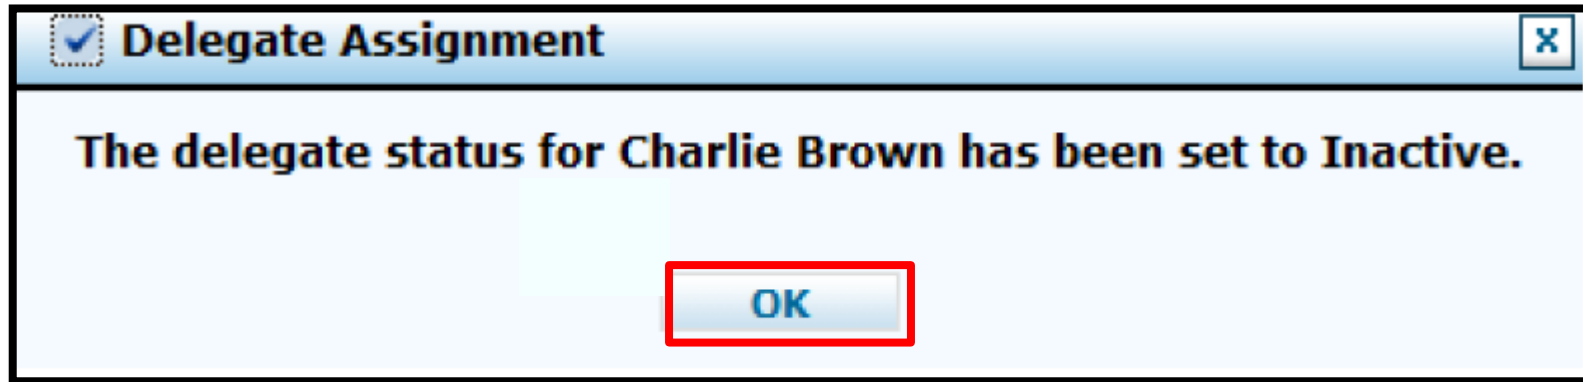 Delegate Assignment
X
The delegate status for Charlie Brown has been set to Inactive.
OK